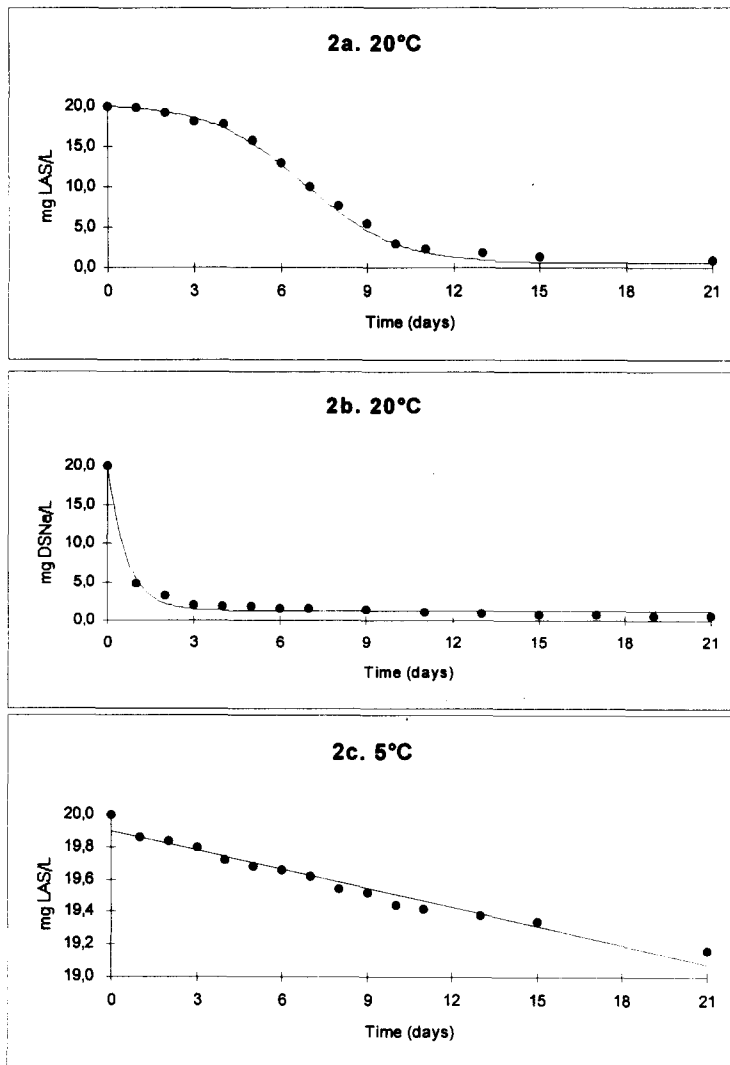 2a. 20°C
mg LAS/L
20,0
15,0
10,0
5,0
0,0
0 3 6 9 12 15 18 21
Time (days)
2b. 20°C
mg DSNa/L
20,0
15,0
10,0
5,0
0,0
0 3 6 9 12 15 18 21
Time (days)
2c. 5°C
mg LAS/L
20,0
19,8
19,6
19,4
19,2
19,0
0 3 6 9 12 15 18 21
Time (days)